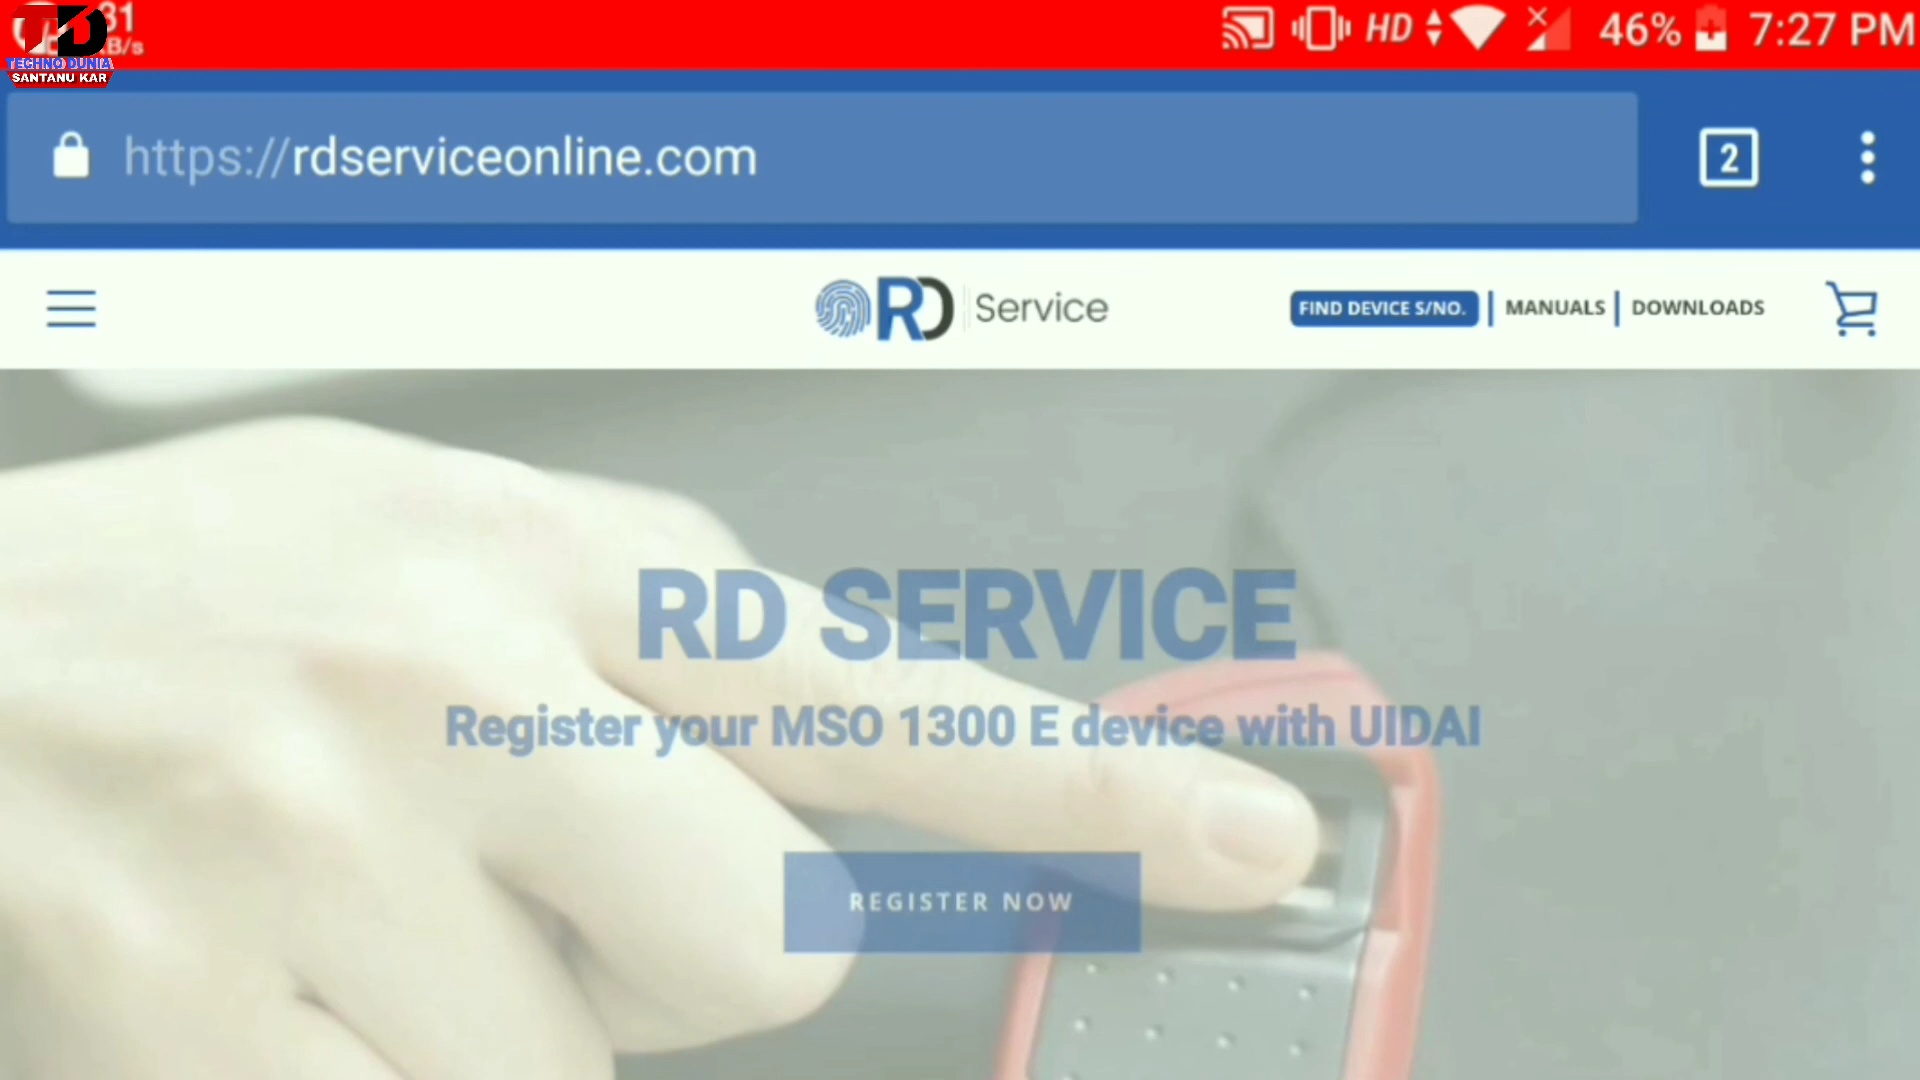 HD 46% 7:27 PM
TD
TECHNO DUNIA
SANTANU KAR
https://rdserviceonline.com
2
RD Service
FIND DEVICE S/NO. MANUALS DOWNLOADS
RD SERVICE
Register your MSO 1300 E device with UIDAI
REGISTER NOW